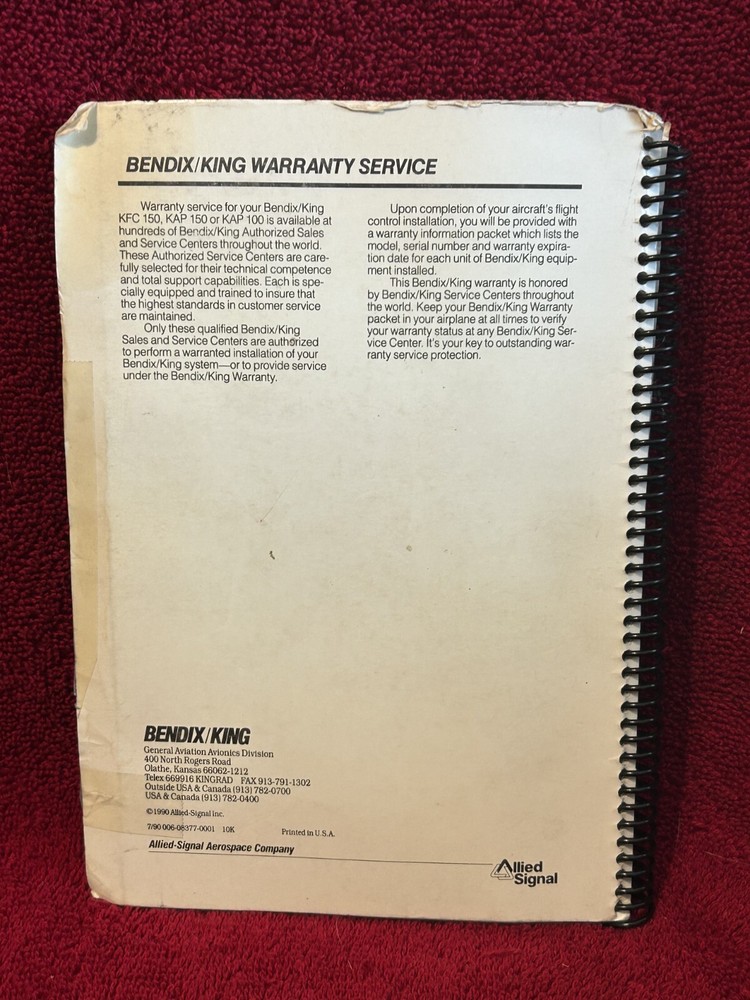 BENDIX/KING WARRANTY SERVICE
Warranty service for your Bendix/King
KFC 150, KAP 150 or KAP 100 is available at
hundreds of Bendix/King Authorized Sales
and Service Centers throughout the world.
These Authorized Service Centers are care-
fully selected for their technical competence
and total support capabilities. Each is spe-
cially equipped and trained to insure that
the highest standards in customer service
are maintained.
Only these qualified Bendix/King
Sales and Service Centers are authorized
to perform a warranted installation of your
Bendix/King system—or to provide service
under the Bendix/King Warranty.
Upon completion of your aircraft's flight
control installation, you will be provided with
a warranty information packet which lists the
model, serial number and warranty expira-
tion date for each unit of Bendix/King equip-
ment installed.
This Bendix/King warranty is honored
by Bendix/King Service Centers throughout
the world. Keep your Bendix/King Warranty
packet in your airplane at all times to verify
your warranty status at any Bendix/King Ser-
vice Center. It's your key to outstanding war-
ranty service protection.
BENDIX/KING
General Aviation Avionics Division
400 North Rogers Road
Olathe, Kansas 66062-1212
Telex 669916 KINGRAD FAX 913-791-1302
Outside USA & Canada (913) 782-0700
USA & Canada (913) 782-0400
©1990 Allied-Signal Inc.
7/90 006-08377-0001 10K Printed in U.S.A.
Allied-Signal Aerospace Company
Allied
Signal